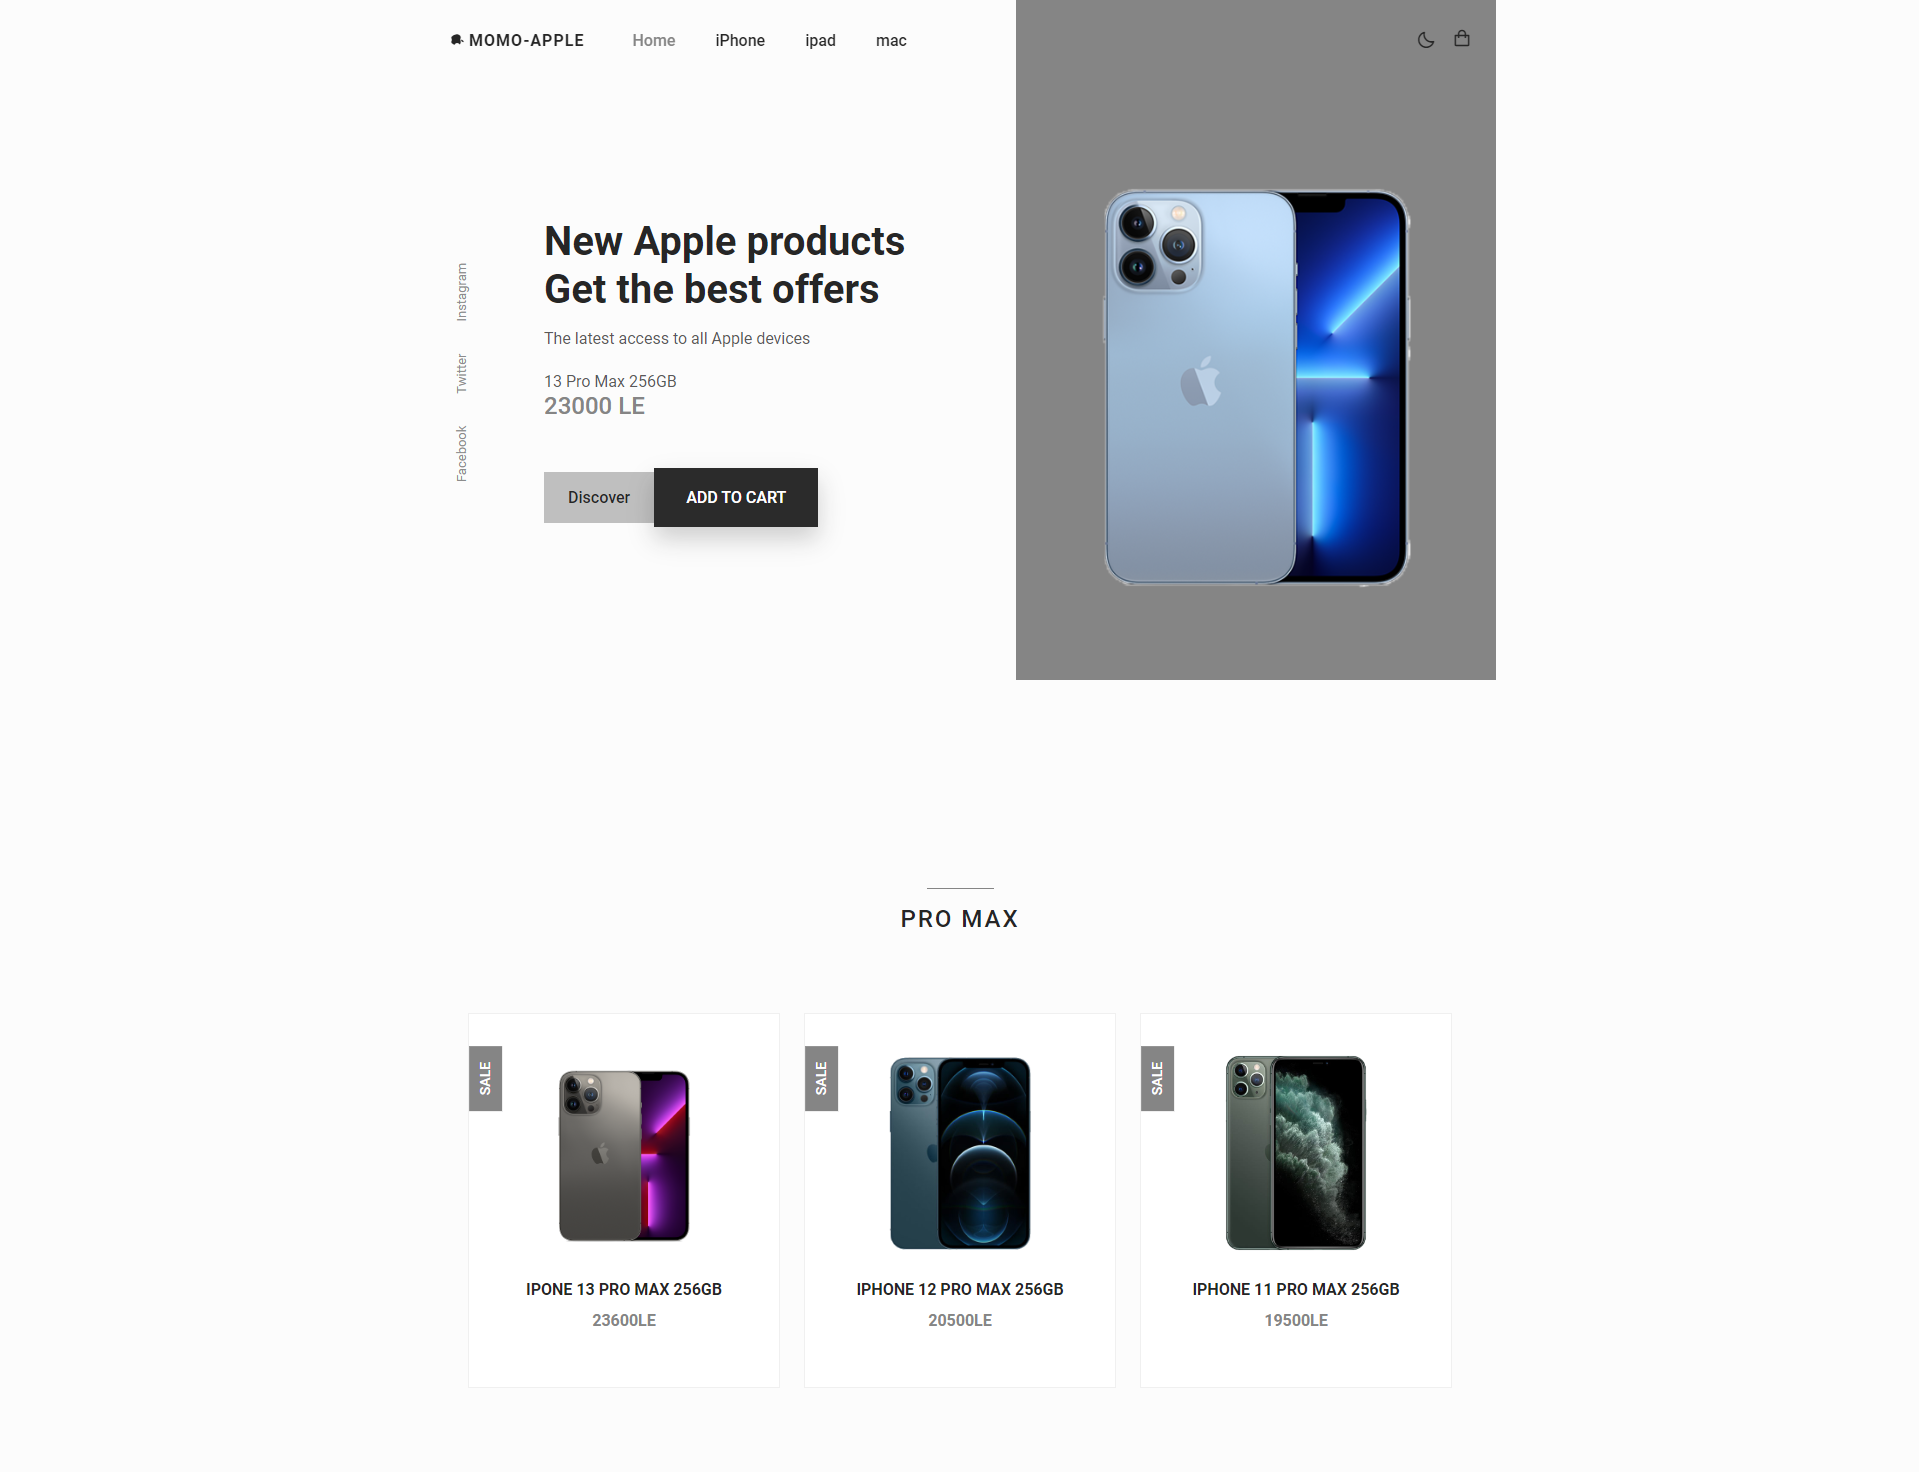 MOMO-APPLE
Home
iPhone
ipad
mac
New Apple products
Get the best offers
The latest access to all Apple devices
13 Pro Max 256GB
23000 LE
Discover
ADD TO CART
Instagram
Twitter
Facebook
PRO MAX
SALE
IPONE 13 PRO MAX 256GB
23600LE
SALE
IPHONE 12 PRO MAX 256GB
20500LE
SALE
IPHONE 11 PRO MAX 256GB
19500LE